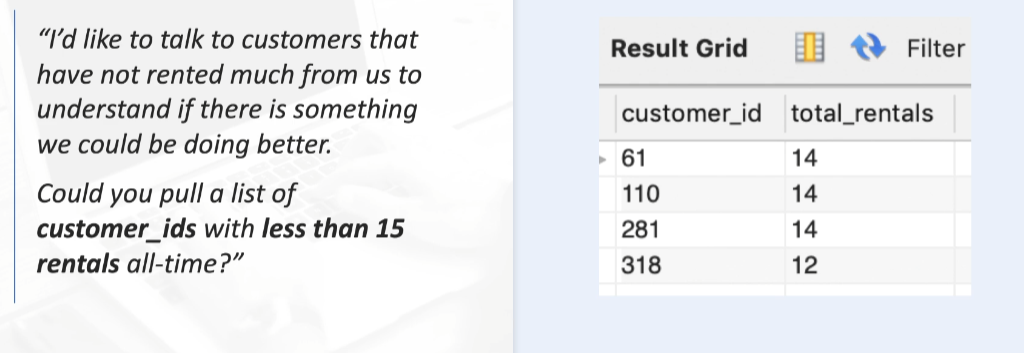 “I’d like to talk to customers that
have not rented much from us to
understand if there is something
we could be doing better.
Could you pull a list of
customer_ids with less than 15
rentals all-time?”
Result Grid Filter
customer_id total_rentals
61 14
110 14
281 14
318 12